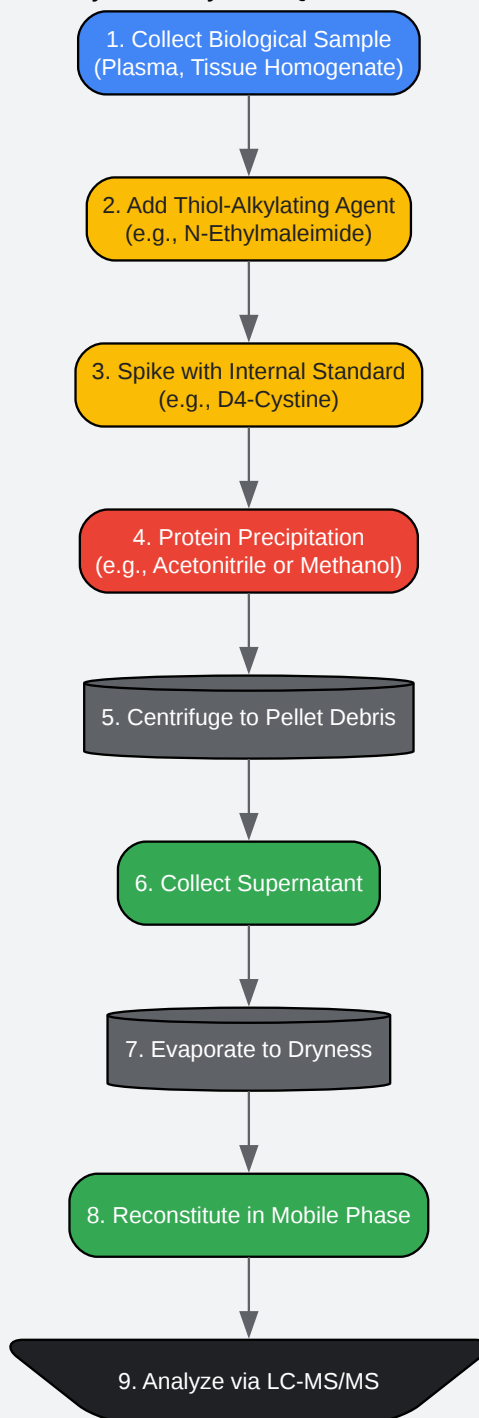 1. Collect Biological Sample
(Plasma, Tissue Homogenate)
2. Add Thiol-Alkylating Agent
(e.g., N-Ethylmaleimide)
3. Spike with Internal Standard
(e.g., D4-Cystine)
4. Protein Precipitation
(e.g., Acetonitrile or Methanol)
5. Centrifuge to Pellet Debris
6. Collect Supernatant
7. Evaporate to Dryness
8. Reconstitute in Mobile Phase
9. Analyze via LC-MS/MS